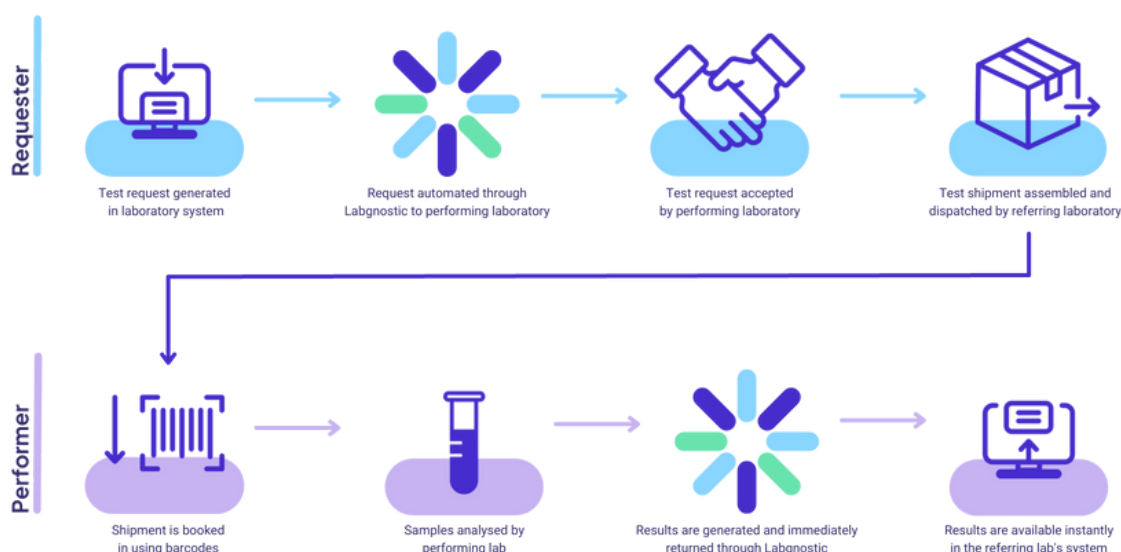 Requester
Test request generated
in laboratory system
Request automated through
Labgnostic to performing laboratory
Test request accepted
by performing laboratory
Test shipment assembled and
dispatched by referring laboratory
Performer
Shipment is booked
in using barcodes
Samples analysed by
performing lab
Results are generated and immediately
returned through Labgnostic
Results are available instantly
in the referring lab's system